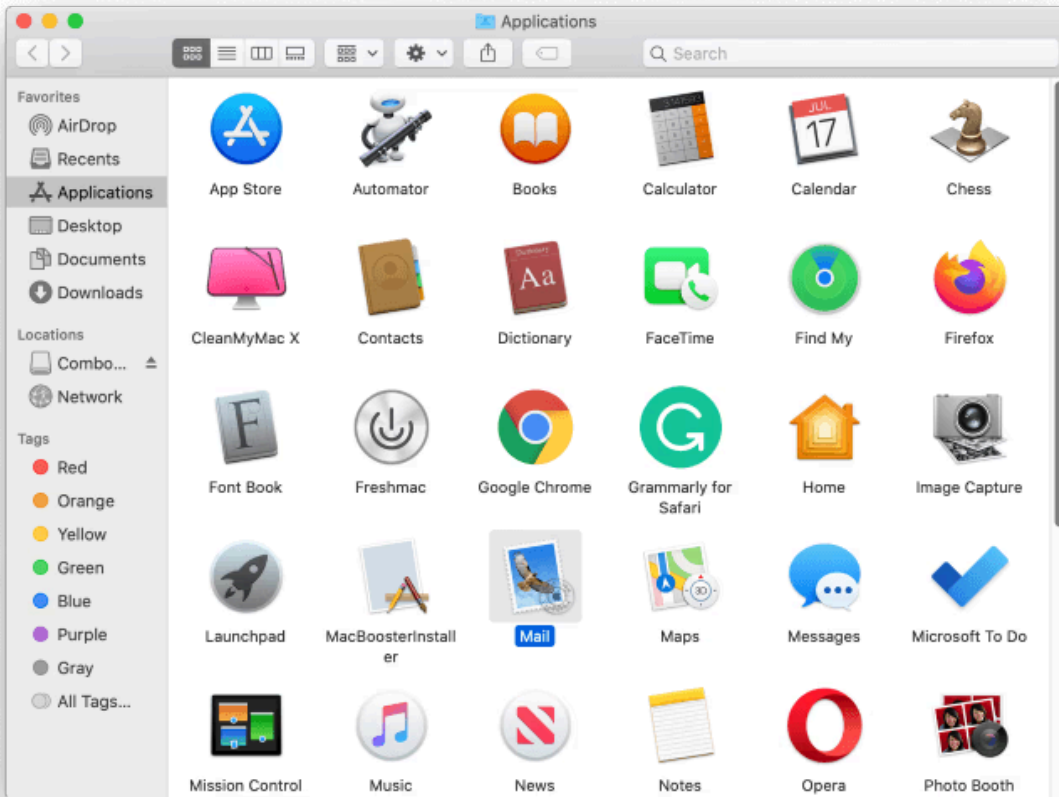 Applications
Search
Favorites
AirDrop
Recents
Applications
Desktop
Documents
Downloads
Locations
Combo...
Network
Tags
Red
Orange
Yellow
Green
Blue
Purple
Gray
All Tags...
App Store
Automator
Books
Calculator
JUL
17
Calendar
Chess
CleanMyMac X
Contacts
Dictionary
Aa
Dictionary
FaceTime
Find My
Firefox
F
Font Book
Freshmac
Google Chrome
G
Grammarly for
Safari
Home
Image Capture
Launchpad
MacBoosterInstall
er
Mail
3D
Maps
Messages
Microsoft To Do
Mission Control
Music
News
Notes
Opera
Photo Booth